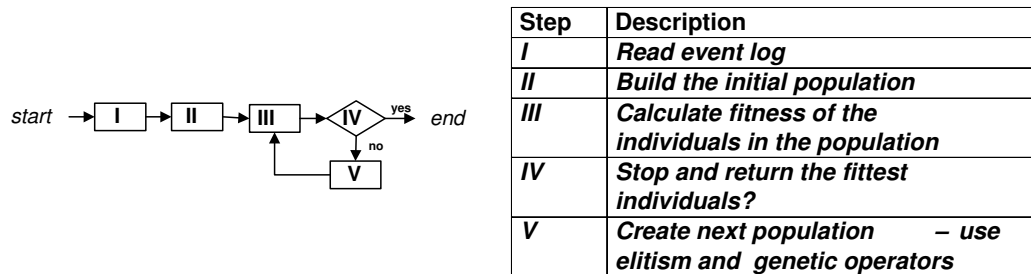 start
I
II
III
IV
yes
end
no
V
Step Description
I Read event log
II Build the initial population
III Calculate fitness of the
individuals in the population
IV Stop and return the fittest
individuals?
V Create next population – use
elitism and genetic operators